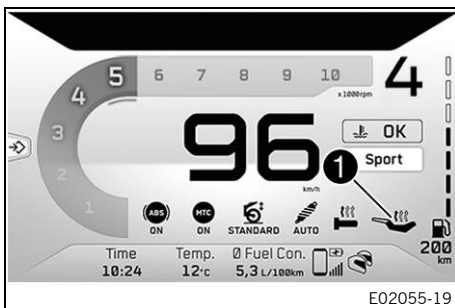 5 6 7 8 9 10 4
4 x1000rpm
3 96 OK
2 1 Sport
1 km/h
ABS MTC
ON ON STANDARD AUTO
Time Temp. Ø Fuel Con. 200
10:24 12°C 5,3 L/100km km
E02055-19